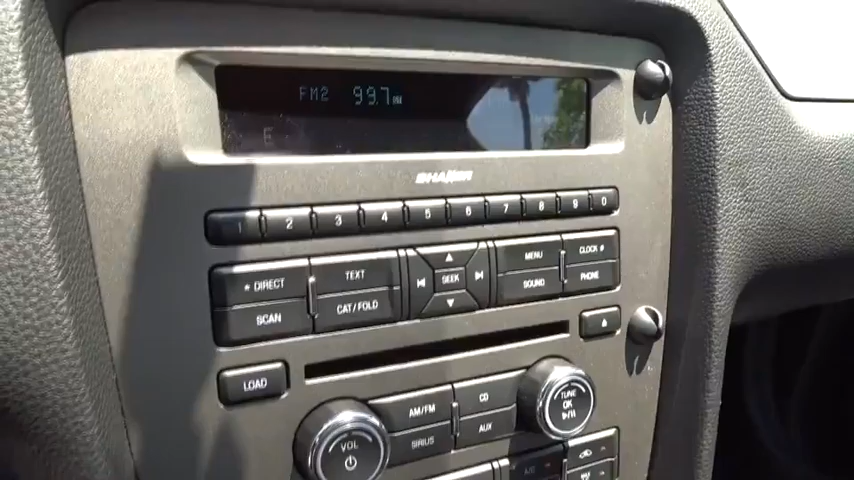 FM2 99.7
E
SHAKER
1 2 3 4 5 6 7 8 9 0
* DIRECT TEXT SEEK MENU CLOCK #
SCAN CAT/FOLD SOUND PHONE
LOAD
AM/FM CD TUNE
OK
VOL SIRIUS AUX
A/C